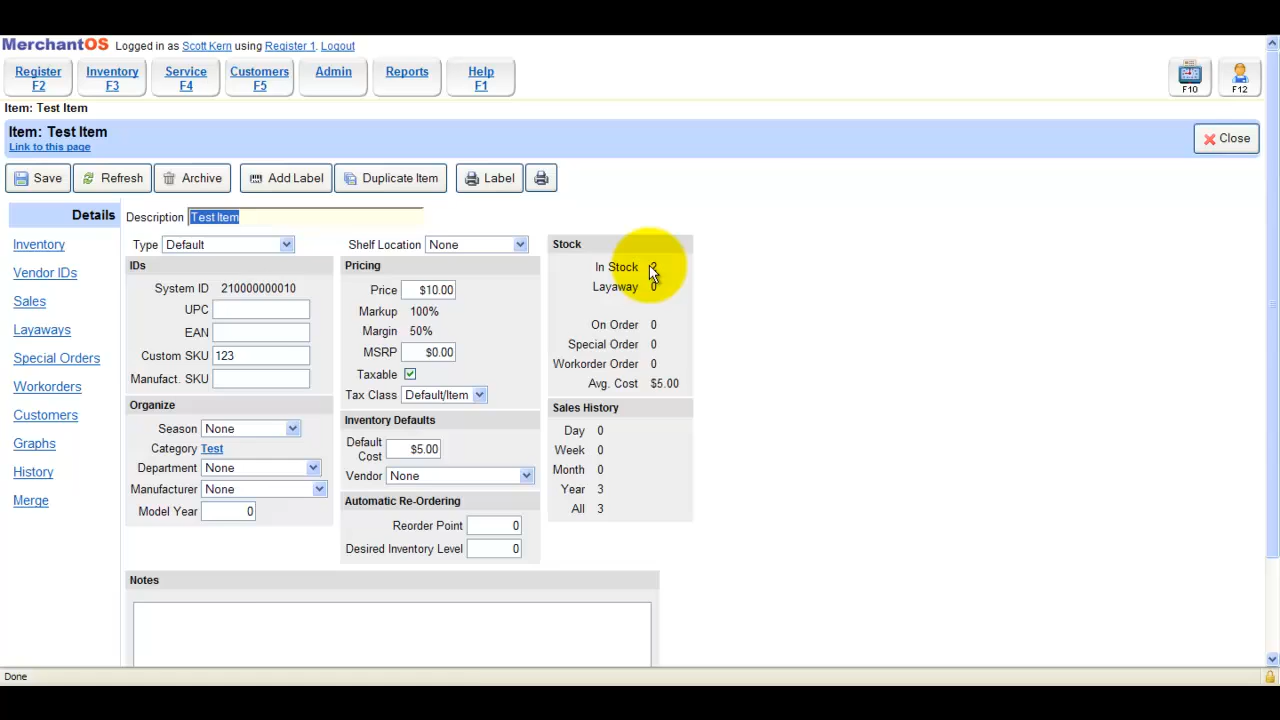 MerchantOS Logged in as Scott Kern using Register 1. Logout
Register F2
Inventory F3
Service F4
Customers F5
Admin
Reports
Help F1
F10
F12
Item: Test Item
Item: Test Item
Link to this page
Close
Save
Refresh
Archive
Add Label
Duplicate Item
Label
Details
Inventory
Vendor IDs
Sales
Layaways
Special Orders
Workorders
Customers
Graphs
History
Merge
Description Test Item
Type Default
Shelf Location None
IDs
System ID 210000000010
UPC
EAN
Custom SKU 123
Manufact. SKU
Organize
Season None
Category Test
Department None
Manufacturer None
Model Year 0
Pricing
Price $10.00
Markup 100%
Margin 50%
MSRP $0.00
Taxable
Tax Class Default/Item
Inventory Defaults
Default Cost $5.00
Vendor None
Automatic Re-Ordering
Reorder Point 0
Desired Inventory Level 0
Stock
In Stock
Layaway 0
On Order 0
Special Order 0
Workorder Order 0
Avg. Cost $5.00
Sales History
Day 0
Week 0
Month 0
Year 3
All 3
Notes
Done